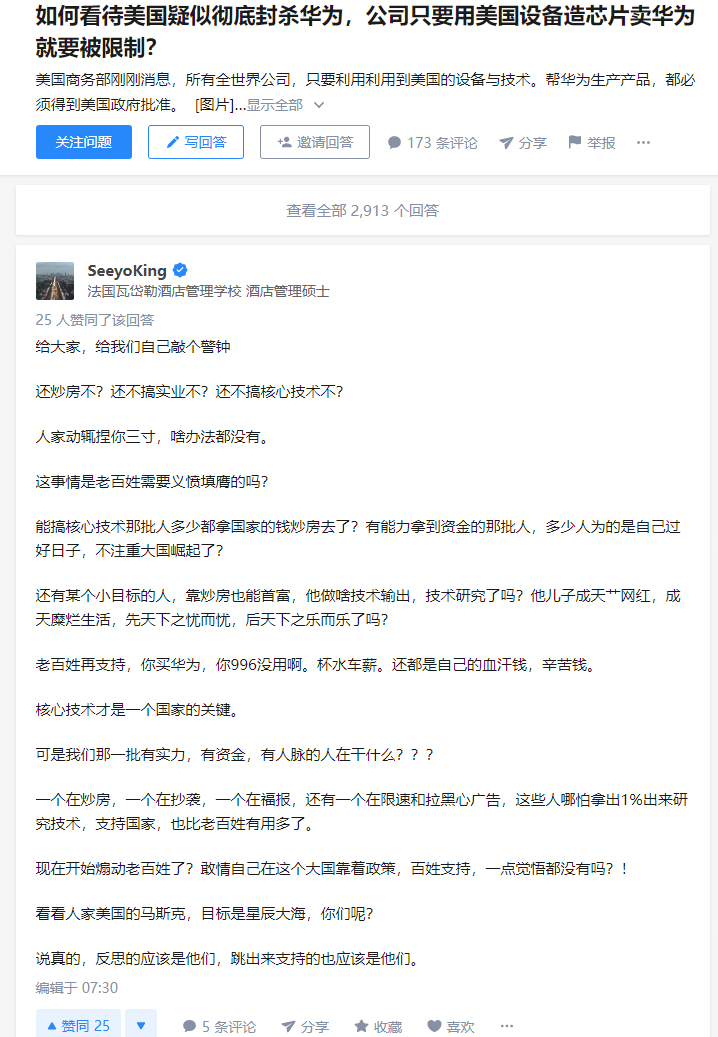 如何看待美国疑似彻底封杀华为，公司只要用美国设备造芯片卖华为
就要被限制？
美国商务部刚刚消息，所有全世界公司，只要利用利用到美国的设备与技术。帮华为生产产品，都必
须得到美国政府批准。 [图片]...显示全部
关注问题 写回答 邀请回答 173 条评论 分享 举报 ...
查看全部 2,913 个回答
SeeyoKing
法国瓦岱勒酒店管理学校 酒店管理硕士
25 人赞同了该回答
给大家，给我们自己敲个警钟
还炒房不？还不搞实业不？还不搞核心技术不？
人家动辄捏你三寸，啥办法都没有。
这事情是老百姓需要义愤填膺的吗？
能搞核心技术那批人多少都拿国家的钱炒房去了？有能力拿到资金的那批人，多少人为的是自己过
好日子，不注重大国崛起了？
还有某个小目标的人，靠炒房也能首富，他做啥技术输出，技术研究了吗？他儿子成天艹网红，成
天糜烂生活，先天下之忧而忧，后天下之乐而乐了吗？
老百姓再支持，你买华为，你996没用啊。杯水车薪。还都是自己的血汗钱，辛苦钱。
核心技术才是一个国家的关键。
可是我们那一批有实力，有资金，有人脉的人在干什么？？？
一个在炒房，一个在抄袭，一个在福报，还有一个在限速和拉黑心广告，这些人哪怕拿出1%出来研
究技术，支持国家，也比老百姓有用多了。
现在开始煽动老百姓了？敢情自己在这个大国靠着政策，百姓支持，一点觉悟都没有吗？！
看看人家美国的马斯克，目标是星辰大海，你们呢？
说真的，反思的应该是他们，跳出来支持的也应该是他们。
编辑于 07:30
赞同 25 5 条评论 分享 收藏 喜欢 ...